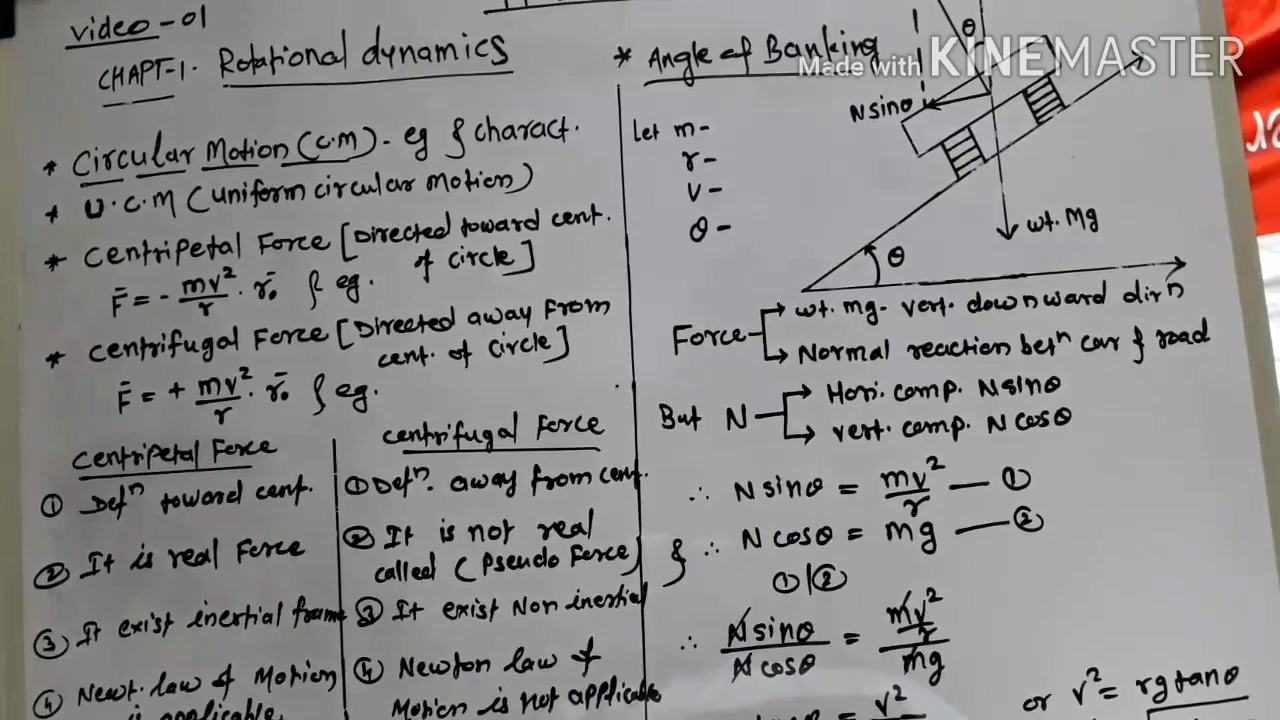 video-01
CHAPT-1. Rotational dynamics
* Circular Motion (C.M) - eg & charact.
* U.C.M (uniform circular motion)
* Centripetal Force [Directed toward cent. of circle]
F̄ = - mv²/r · r̄₀ & eg.
* Centrifugal Force [Directed away from cent. of circle]
F̄ = + mv²/r · r̄₀ & eg.
Centripetal Force
① Defⁿ toward cent.
② It is real Force
③ It exist inertial frame
④ Newt. law of Motion
is applicable.
Centrifugal Force
① Defⁿ. away from cent.
② It is not real
called (Pseudo Force)
③ It exist Non inertial
④ Newton law of
Motion is not applicable
* Angle of Banking
Made with KINEMASTER
θ
N sinθ
Let m-
r-
v-
θ-
wt. Mg
θ
Force → wt. mg - vert. downward dirⁿ
→ Normal reaction betⁿ car & road
But N → Hori. comp. N sinθ
→ vert. comp. N cosθ
∴ N sinθ = mv²/r — ①
& ∴ N cosθ = mg — ②
①/②
∴ N sinθ / N cosθ = mv²/r / mg
= v²
or v² = rg tanθ